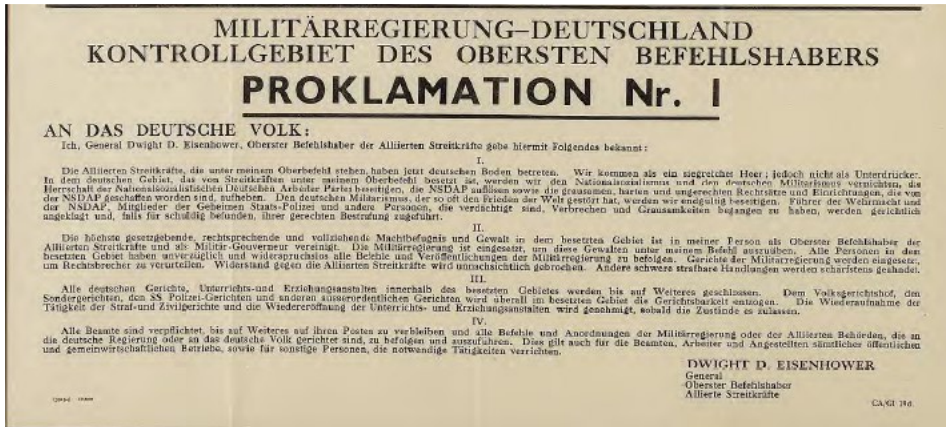 MILITÄRREGIERUNG–DEUTSCHLAND
KONTROLLGEBIET DES OBERSTEN BEFEHLSHABERS
PROKLAMATION Nr. I
AN DAS DEUTSCHE VOLK:
Ich, General Dwight D. Eisenhower, Oberster Befehlshaber der Alliierten Streitkräfte gebe hiermit Folgendes bekannt:
I.
Die Alliierten Streitkräfte, die unter meinem Oberbefehl stehen, haben jetzt deutschen Boden betreten. Wir kommen als ein siegreiches Heer; jedoch nicht als Unterdrücker.
In dem deutschen Gebiet, das von Streitkräften unter meinem Oberbefehl besetzt ist, werden wir den Nationalsozialismus und den deutschen Militarismus vernichten, die
Herrschaft der Nationalsozialistischen Deutschen Arbeiter Partei beseitigen, die NSDAP auflösen sowie die grausamen, harten und ungerechten Rechtsätze und Einrichtungen, die von
der NSDAP geschaffen worden sind, aufheben. Den deutschen Militarismus, der so oft den Frieden der Welt gestört hat, werden wir endgültig beseitigen. Führer der Wehrmacht und
der NSDAP, Mitglieder der Geheimen Staats-Polizei und andere Personen, die verdächtigt sind, Verbrechen und Grausamkeiten begangen zu haben, werden gerichtlich
angeklagt und, falls für schuldig befunden, ihrer gerechten Bestrafung zugeführt.
II.
Die höchste gesetzgebende, rechtsprechende und vollziehende Machtbefugnis und Gewalt in dem besetzten Gebiet ist in meiner Person als Oberster Befehlshaber der
Alliierten Streitkräfte und als Militär-Gouverneur vereinigt. Die Militärregierung ist eingesetzt, um diese Gewalten unter meinem Befehl auszuüben. Alle Personen in dem
besetzten Gebiet haben unverzüglich und widerspruchslos alle Befehle und Veröffentlichungen der Militärregierung zu befolgen. Gerichte der Militärregierung werden eingesetzt,
um Rechtsbrecher zu verurteilen. Widerstand gegen die Alliierten Streitkräfte wird unnachsichtlich gebrochen. Andere schwere strafbare Handlungen werden schärfstens geahndet.
III.
Alle deutschen Gerichte, Unterrichts-und Erziehungsanstalten innerhalb des besetzten Gebietes werden bis auf Weiteres geschlossen. Dem Volksgerichtshof, den
Sondergerichten, den SS Polizei-Gerichten und anderen ausserordentlichen Gerichten wird überall im besetzten Gebiet die Gerichtsbarkeit entzogen. Die Wiederaufnahme der
Tätigkeit der Straf-und Zivilgerichte und die Wiedereröffnung der Unterrichts- und Erziehungsanstalten wird genehmigt, sobald die Zustände es zulassen.
IV.
Alle Beamte sind verpflichtet, bis auf Weiteres auf ihren Posten zu verbleiben und alle Befehle und Anordnungen der Militärregierung oder der Alliierten Behörden, die an
die deutsche Regierung oder an das deutsche Volk gerichtet sind, zu befolgen und auszuführen. Dies gilt auch für die Beamten, Arbeiter und Angestellten sämtlicher öffentlichen
und gemeinwirtschaftlichen Betriebe, sowie für sonstige Personen, die notwendige Tätigkeiten verrichten.
DWIGHT D. EISENHOWER
General
Oberster Befehlshaber
Allierte Streitkräfte